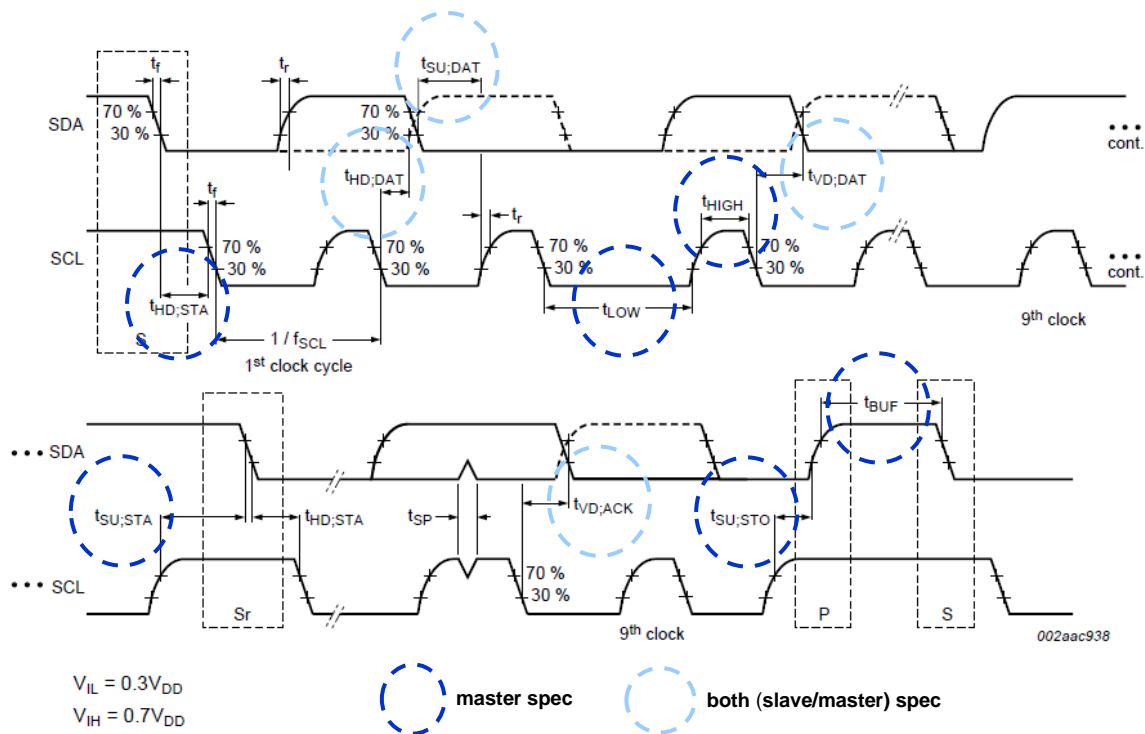 tf
tr
tSU;DAT
SDA
70 %
30 %
70 %
30 %
cont.
tHD;DAT
tVD;DAT
tf
tr
tHIGH
SCL
70 %
30 %
70 %
30 %
70 %
30 %
70 %
30 %
cont.
tHD;STA
tLOW
S
1 / fSCL
1st clock cycle
9th clock
tBUF
SDA
tSU;STA
tHD;STA
tSP
tVD;ACK
tSU;STO
SCL
70 %
30 %
Sr
9th clock
P
S
002aac938
VIL = 0.3VDD
VIH = 0.7VDD
master spec
both (slave/master) spec